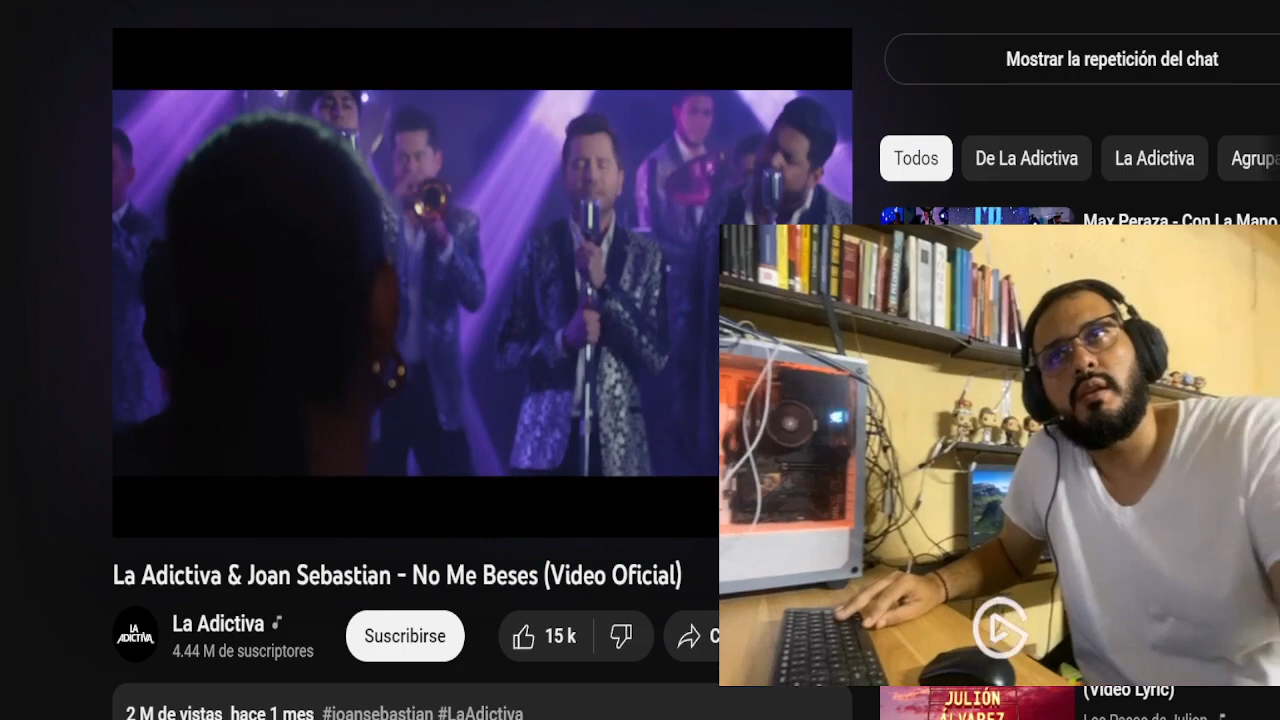 Mostrar la repetición del chat
Todos
De La Adictiva
La Adictiva
Agrup
Max Peraza - Con La Mano
La Adictiva & Joan Sebastian - No Me Beses (Video Oficial)
LA
ADICTIVA
La Adictiva
4.44 M de suscriptores
Suscribirse
15 k
C
(Video Lyric)
JULIÓN
ÁLVAREZ
2 M de vistas hace 1 mes #joansebastian #LaAdictiva